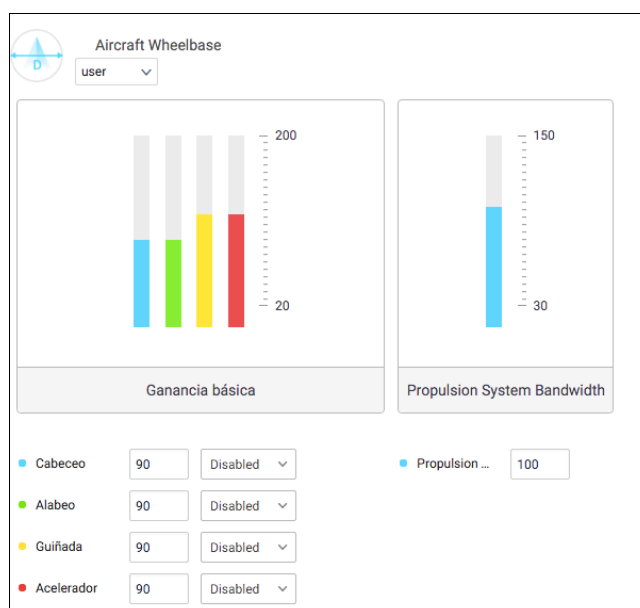 Aircraft Wheelbase
D
user
200
20
Ganancia básica
150
30
Propulsion System Bandwidth
Cabeceo 90 Disabled
Propulsion ... 100
Alabeo 90 Disabled
Guiñada 90 Disabled
Acelerador 90 Disabled